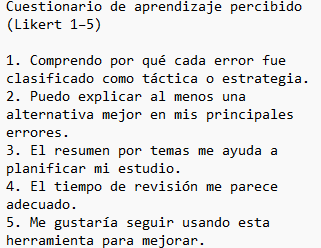 Cuestionario de aprendizaje percibido
(Likert 1–5)

1. Comprendo por qué cada error fue
clasificado como táctica o estrategia.
2. Puedo explicar al menos una
alternativa mejor en mis principales
errores.
3. El resumen por temas me ayuda a
planificar mi estudio.
4. El tiempo de revisión me parece
adecuado.
5. Me gustaría seguir usando esta
herramienta para mejorar.